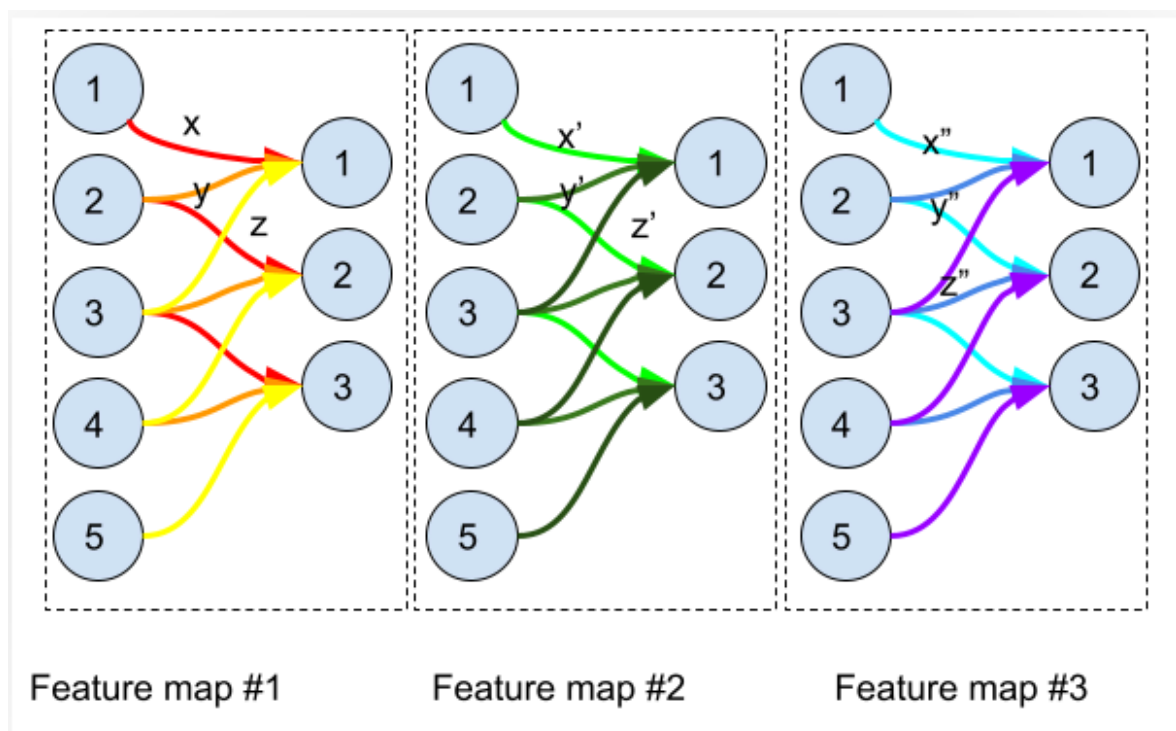 1 1 1
x x’ x”
1 1 1
2 y 2 y’ 2 y”
z z’
2 2 2
3 3 3 z”
3 3 3
4 4 4
5 5 5
Feature map #1 Feature map #2 Feature map #3